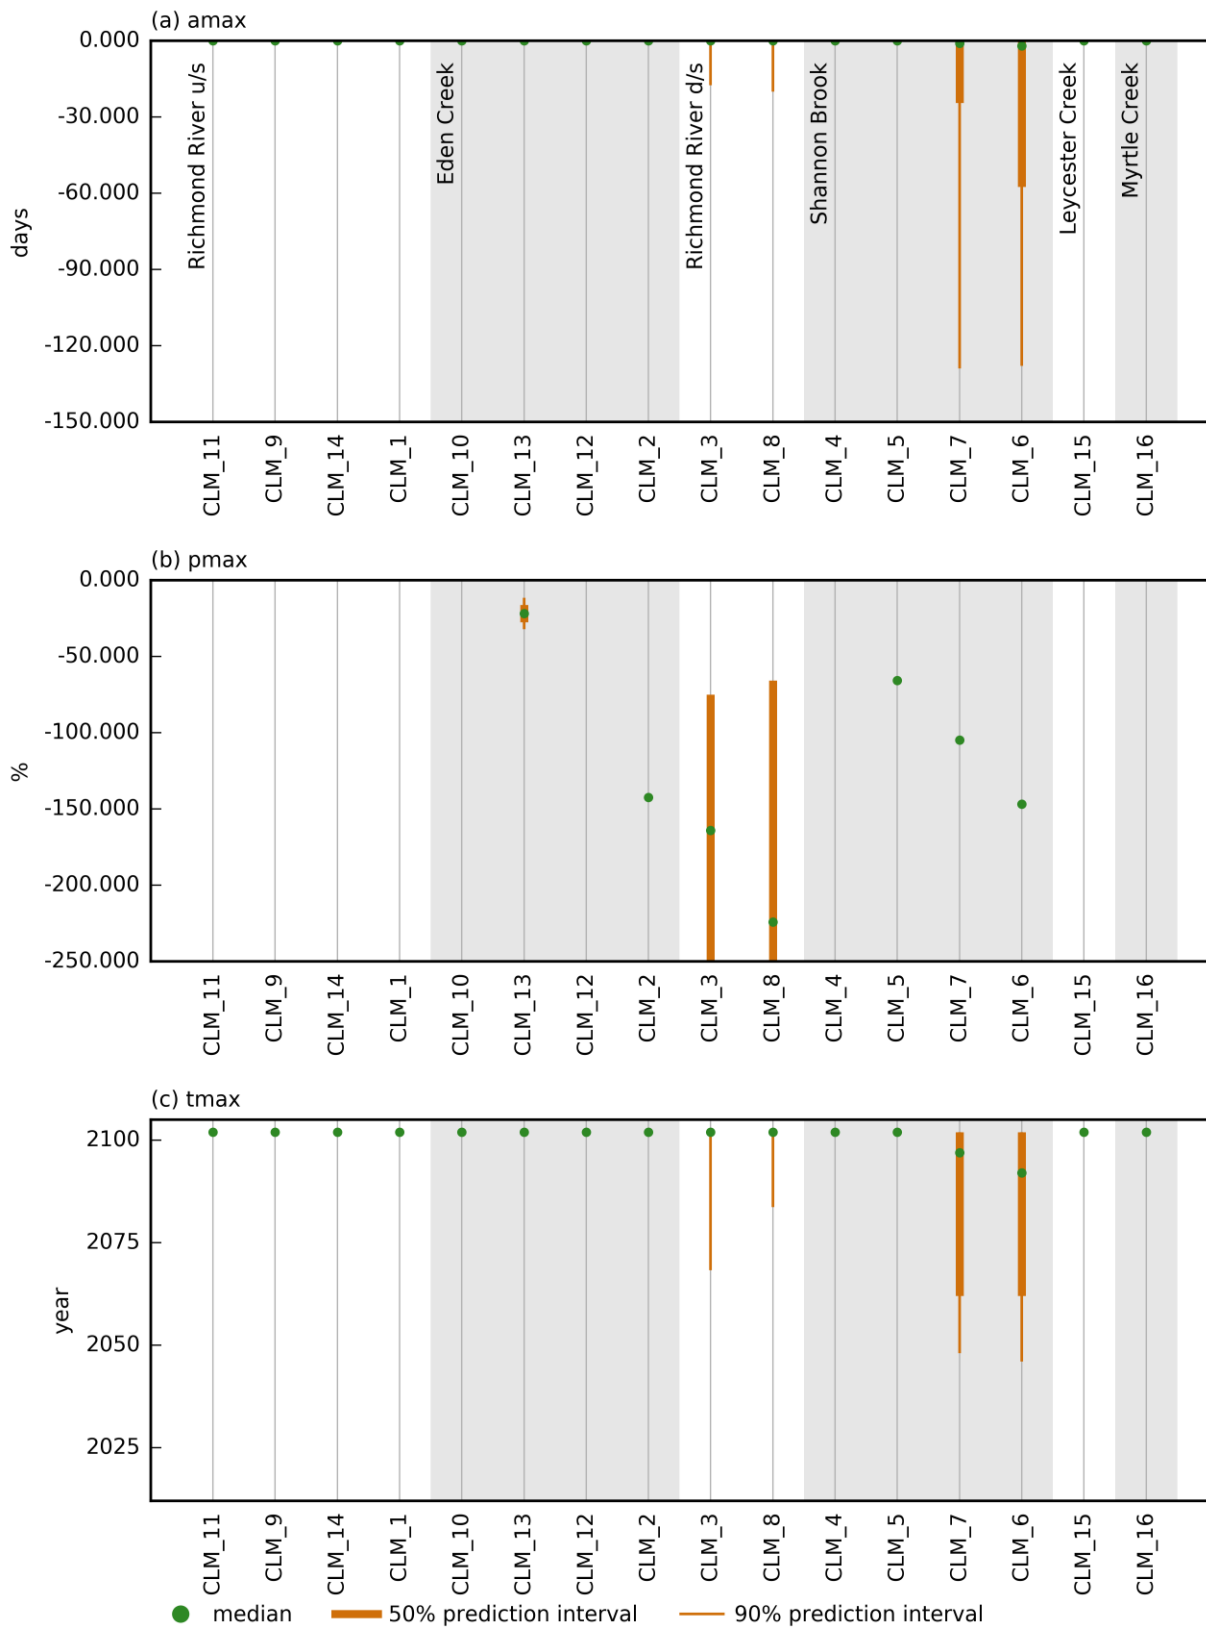 (a) amax
0.000
-30.000
-60.000
-90.000
-120.000
-150.000
days
Richmond River u/s
Eden Creek
Richmond River d/s
Shannon Brook
Leycester Creek
Myrtle Creek
CLM_11
CLM_9
CLM_14
CLM_1
CLM_10
CLM_13
CLM_12
CLM_2
CLM_3
CLM_8
CLM_4
CLM_5
CLM_7
CLM_6
CLM_15
CLM_16
(b) pmax
0.000
-50.000
-100.000
-150.000
-200.000
-250.000
%
CLM_11
CLM_9
CLM_14
CLM_1
CLM_10
CLM_13
CLM_12
CLM_2
CLM_3
CLM_8
CLM_4
CLM_5
CLM_7
CLM_6
CLM_15
CLM_16
(c) tmax
2100
2075
2050
2025
year
CLM_11
CLM_9
CLM_14
CLM_1
CLM_10
CLM_13
CLM_12
CLM_2
CLM_3
CLM_8
CLM_4
CLM_5
CLM_7
CLM_6
CLM_15
CLM_16
median
50% prediction interval
90% prediction interval